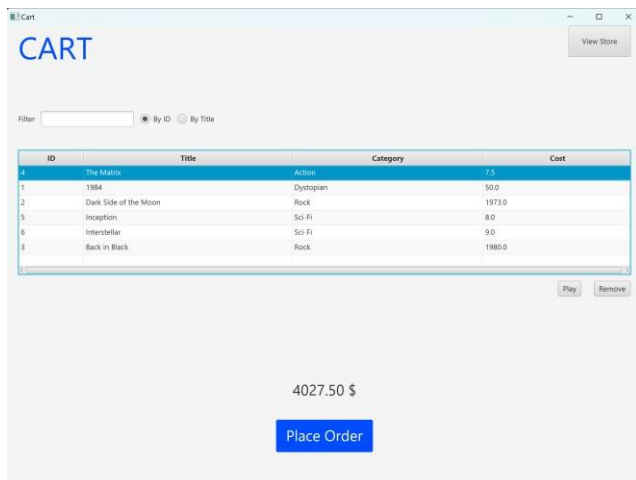 Cart
CART
View Store
Filter By ID By Title
ID Title Category Cost
4 The Matrix Action 7.5
1 1984 Dystopian 50.0
2 Dark Side of the Moon Rock 1973.0
5 Inception Sci-Fi 8.0
6 Interstellar Sci-Fi 9.0
3 Back in Black Rock 1980.0
Play Remove
4027.50 $
Place Order